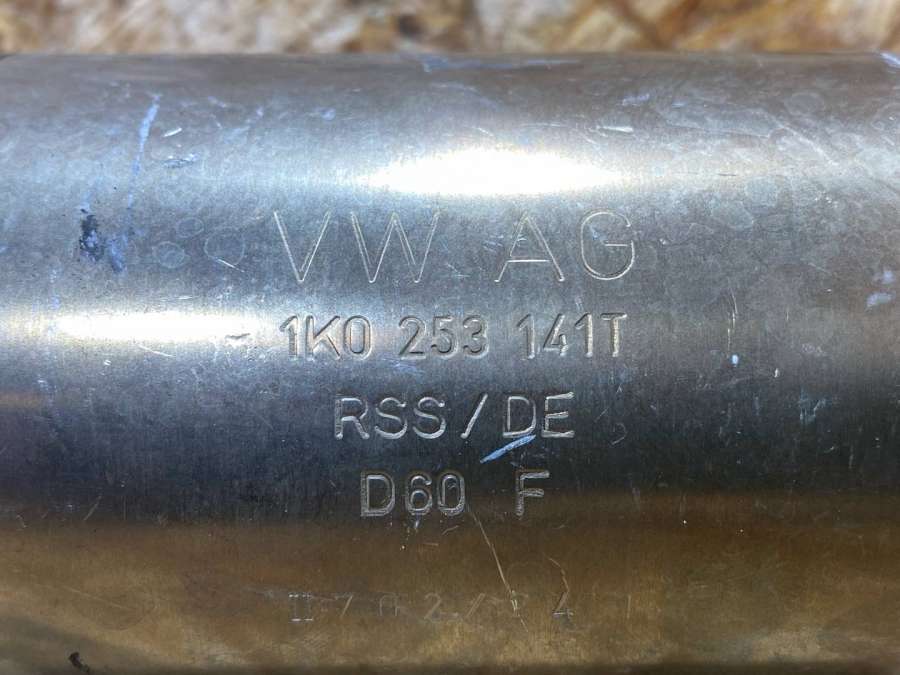 VW AG
1K0 253 141T
RSS/DE
D60 F